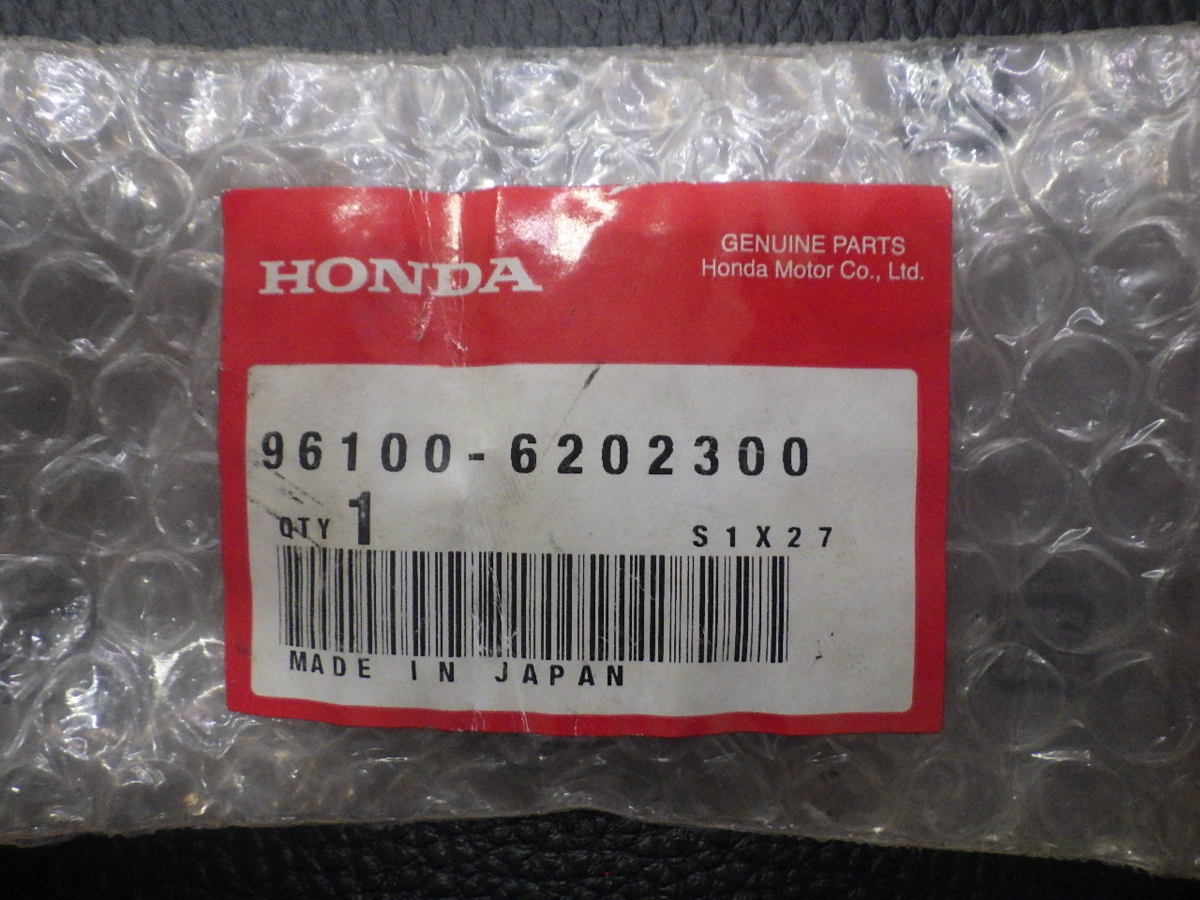 HONDA
GENUINE PARTS
Honda Motor Co., Ltd.
96100-6202300
QTY 1 S1X27
MADE IN JAPAN